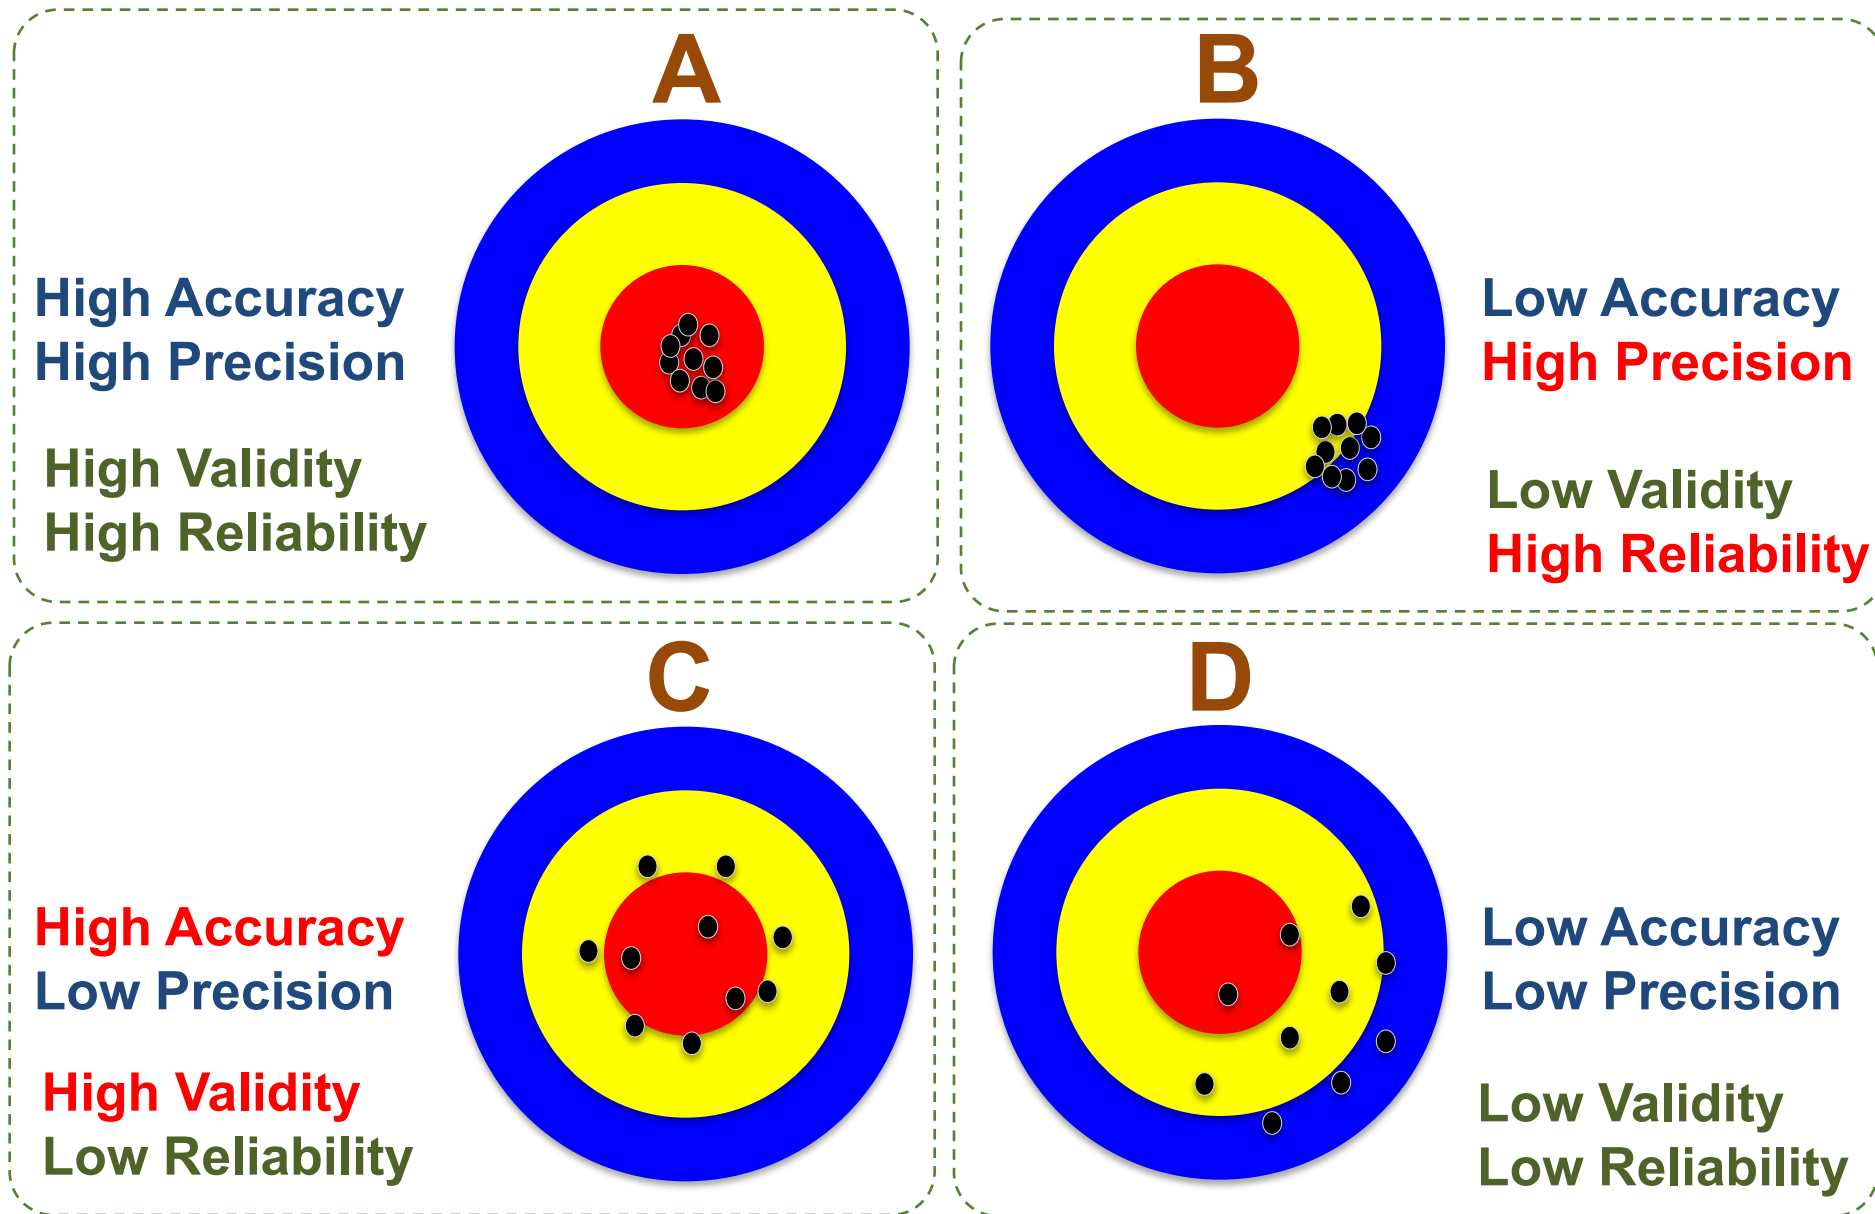 A
High Accuracy
High Precision
High Validity
High Reliability
B
Low Accuracy
High Precision
Low Validity
High Reliability
C
High Accuracy
Low Precision
High Validity
Low Reliability
D
Low Accuracy
Low Precision
Low Validity
Low Reliability